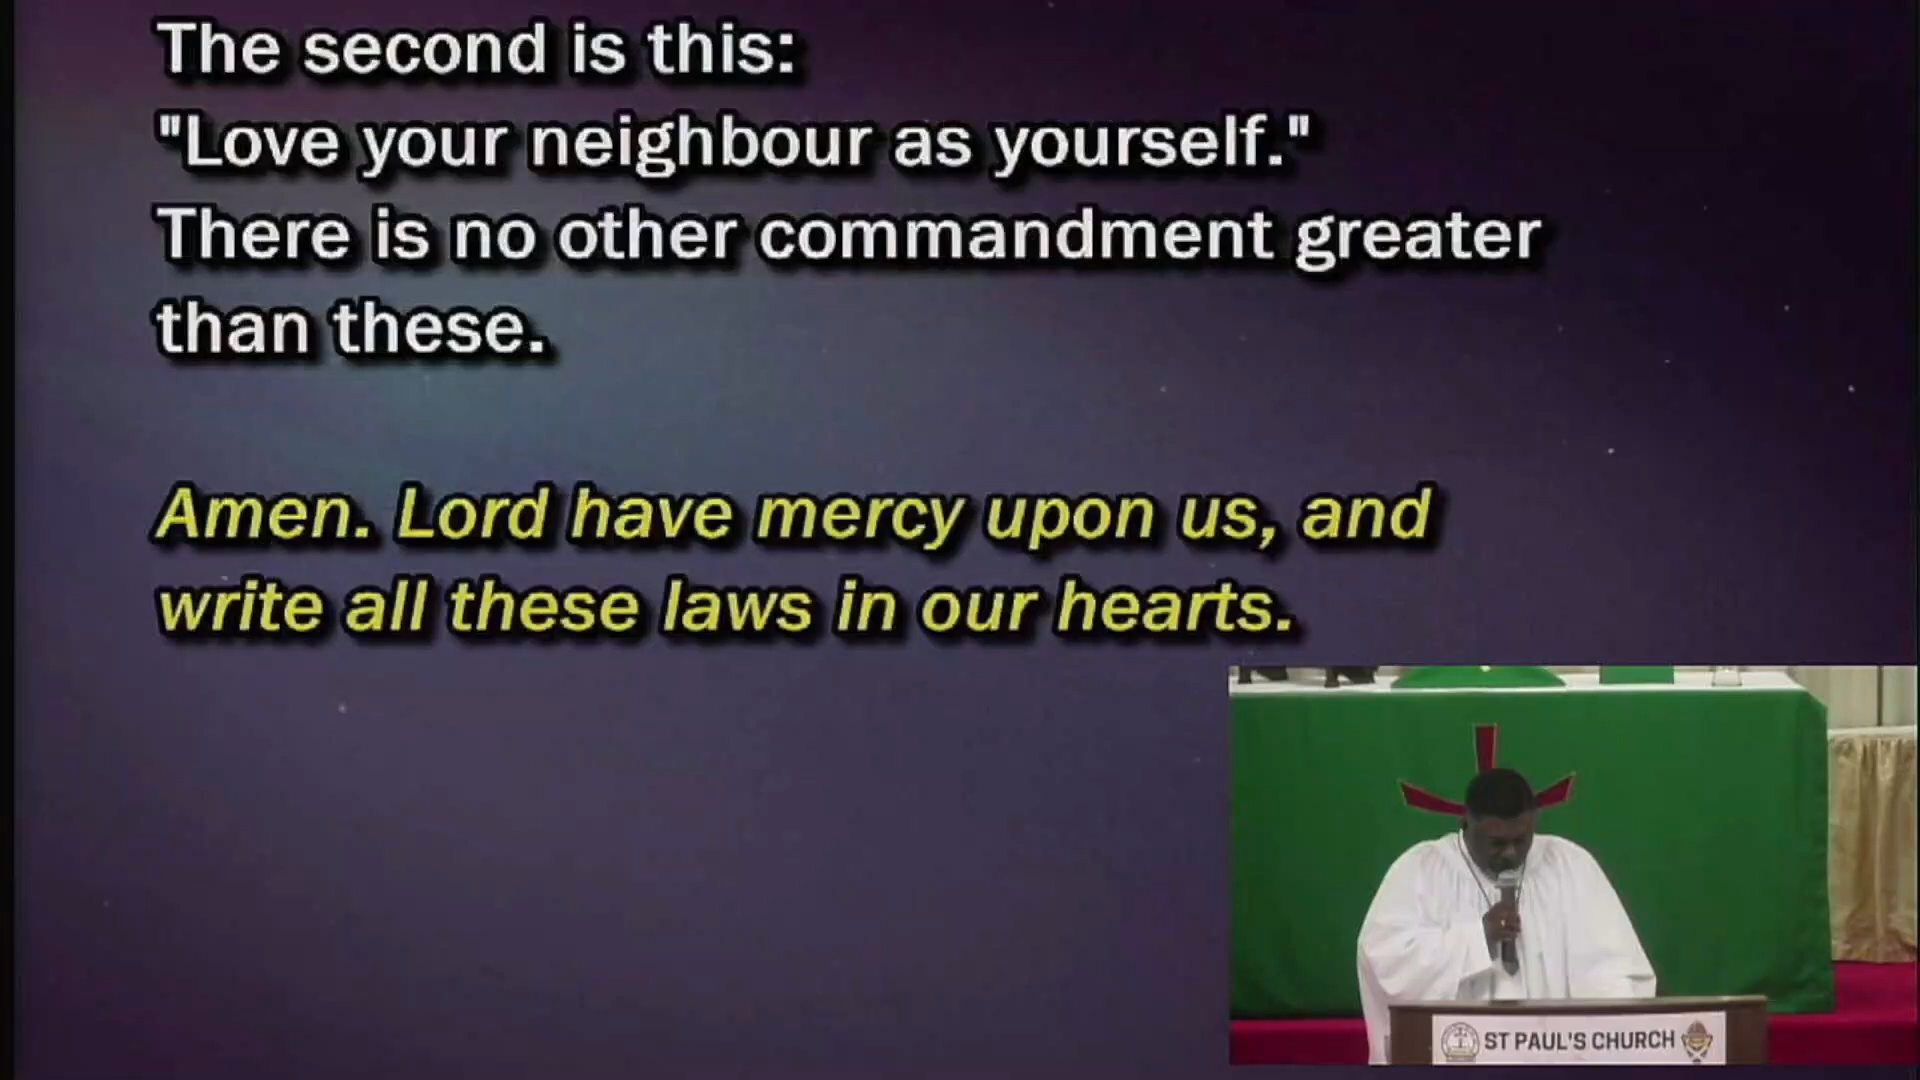 The second is this:
"Love your neighbour as yourself."
There is no other commandment greater
than these.
Amen. Lord have mercy upon us, and
write all these laws in our hearts.
ST PAUL'S CHURCH